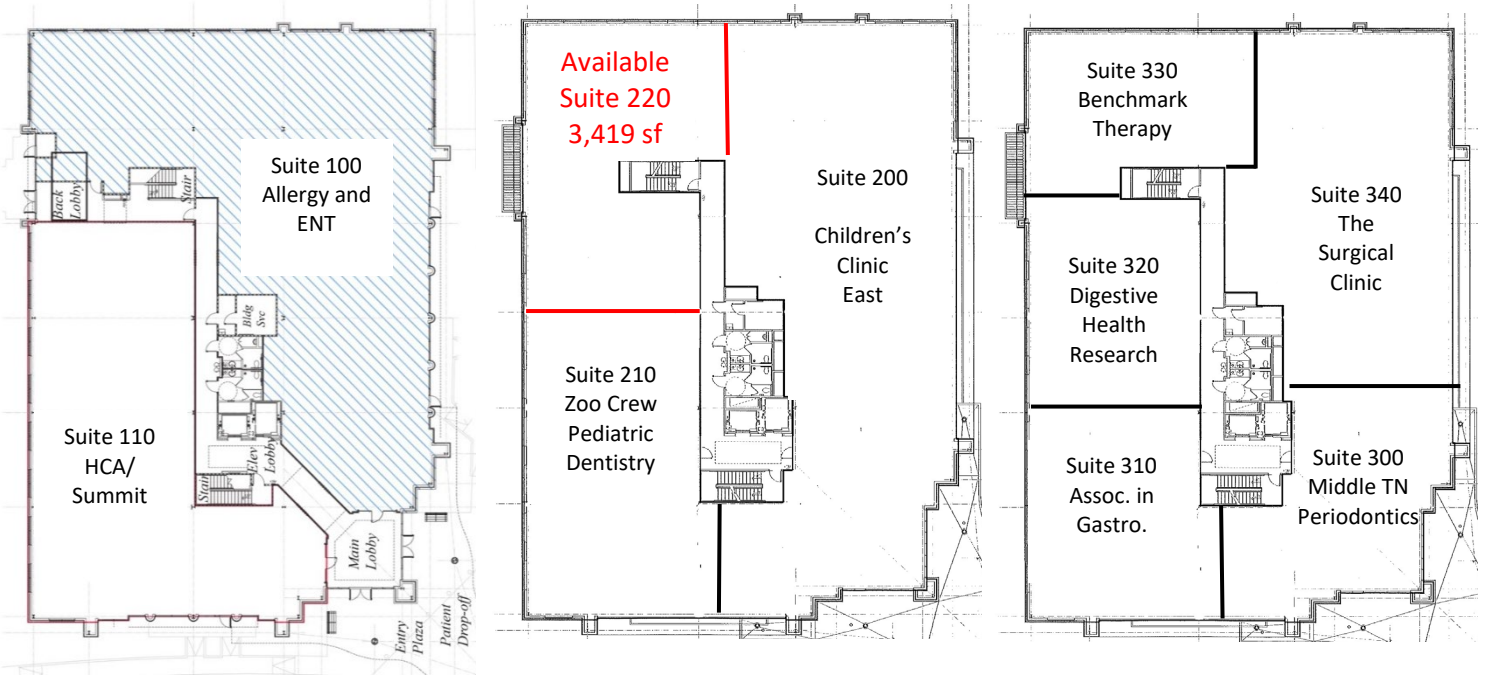 Suite 100
Allergy and
ENT
Back
Lobby
Stair
Bldg
Svc
Suite 110
HCA/
Summit
Elev
Lobby
Stair
Main
Lobby
Entry
Plaza
Patient
Drop-off
Available
Suite 220
3,419 sf
Suite 200
Children’s
Clinic
East
Suite 210
Zoo Crew
Pediatric
Dentistry
Suite 330
Benchmark
Therapy
Suite 340
The
Surgical
Clinic
Suite 320
Digestive
Health
Research
Suite 310
Assoc. in
Gastro.
Suite 300
Middle TN
Periodontics